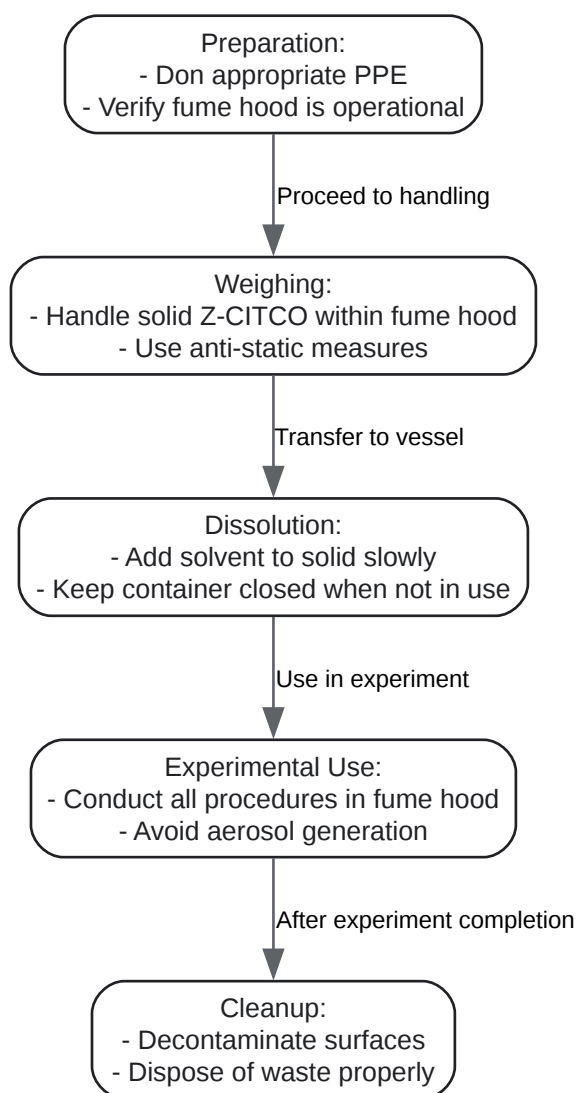 Preparation:
- Don appropriate PPE
- Verify fume hood is operational
Proceed to handling
Weighing:
- Handle solid Z-CITCO within fume hood
- Use anti-static measures
Transfer to vessel
Dissolution:
- Add solvent to solid slowly
- Keep container closed when not in use
Use in experiment
Experimental Use:
- Conduct all procedures in fume hood
- Avoid aerosol generation
After experiment completion
Cleanup:
- Decontaminate surfaces
- Dispose of waste properly